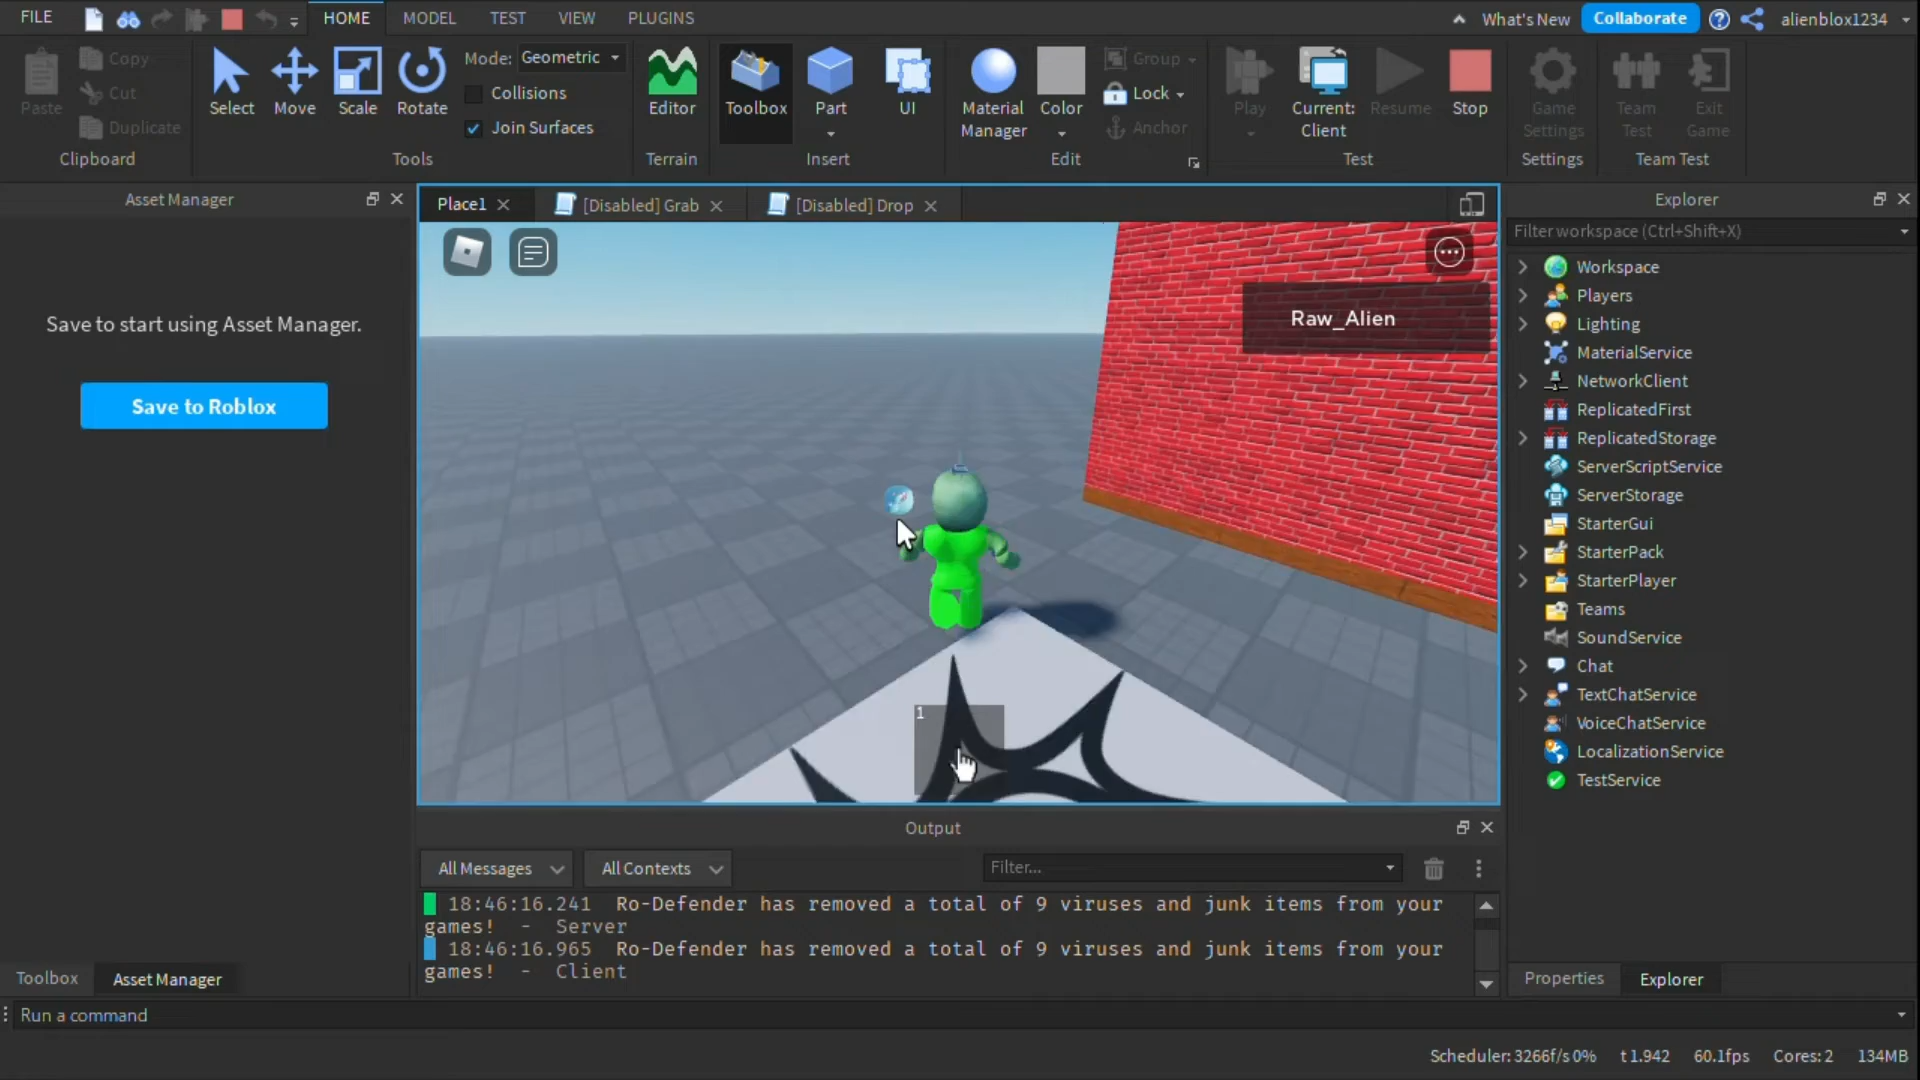 FILE
HOME
MODEL
TEST
VIEW
PLUGINS
What's New
Collaborate
alienblox1234
Paste
Copy
Cut
Duplicate
Clipboard
Select
Move
Scale
Rotate
Mode: Geometric
Collisions
Join Surfaces
Tools
Editor
Terrain
Toolbox
Part
UI
Insert
Material
Manager
Color
Group
Lock
Anchor
Edit
Play
Current:
Client
Resume
Stop
Test
Game
Settings
Settings
Team
Test
Exit
Game
Team Test
Asset Manager
Save to start using Asset Manager.
Save to Roblox
Toolbox
Asset Manager
Place1
[Disabled] Grab
[Disabled] Drop
Raw_Alien
1
Output
All Messages
All Contexts
Filter...
18:46:16.241 Ro-Defender has removed a total of 9 viruses and junk items from your
games! - Server
18:46:16.965 Ro-Defender has removed a total of 9 viruses and junk items from your
games! - Client
Explorer
Filter workspace (Ctrl+Shift+X)
Workspace
Players
Lighting
MaterialService
NetworkClient
ReplicatedFirst
ReplicatedStorage
ServerScriptService
ServerStorage
StarterGui
StarterPack
StarterPlayer
Teams
SoundService
Chat
TextChatService
VoiceChatService
LocalizationService
TestService
Properties
Explorer
Run a command
Scheduler: 3266f/s 0% t 1.942 60.1fps Cores: 2 134MB